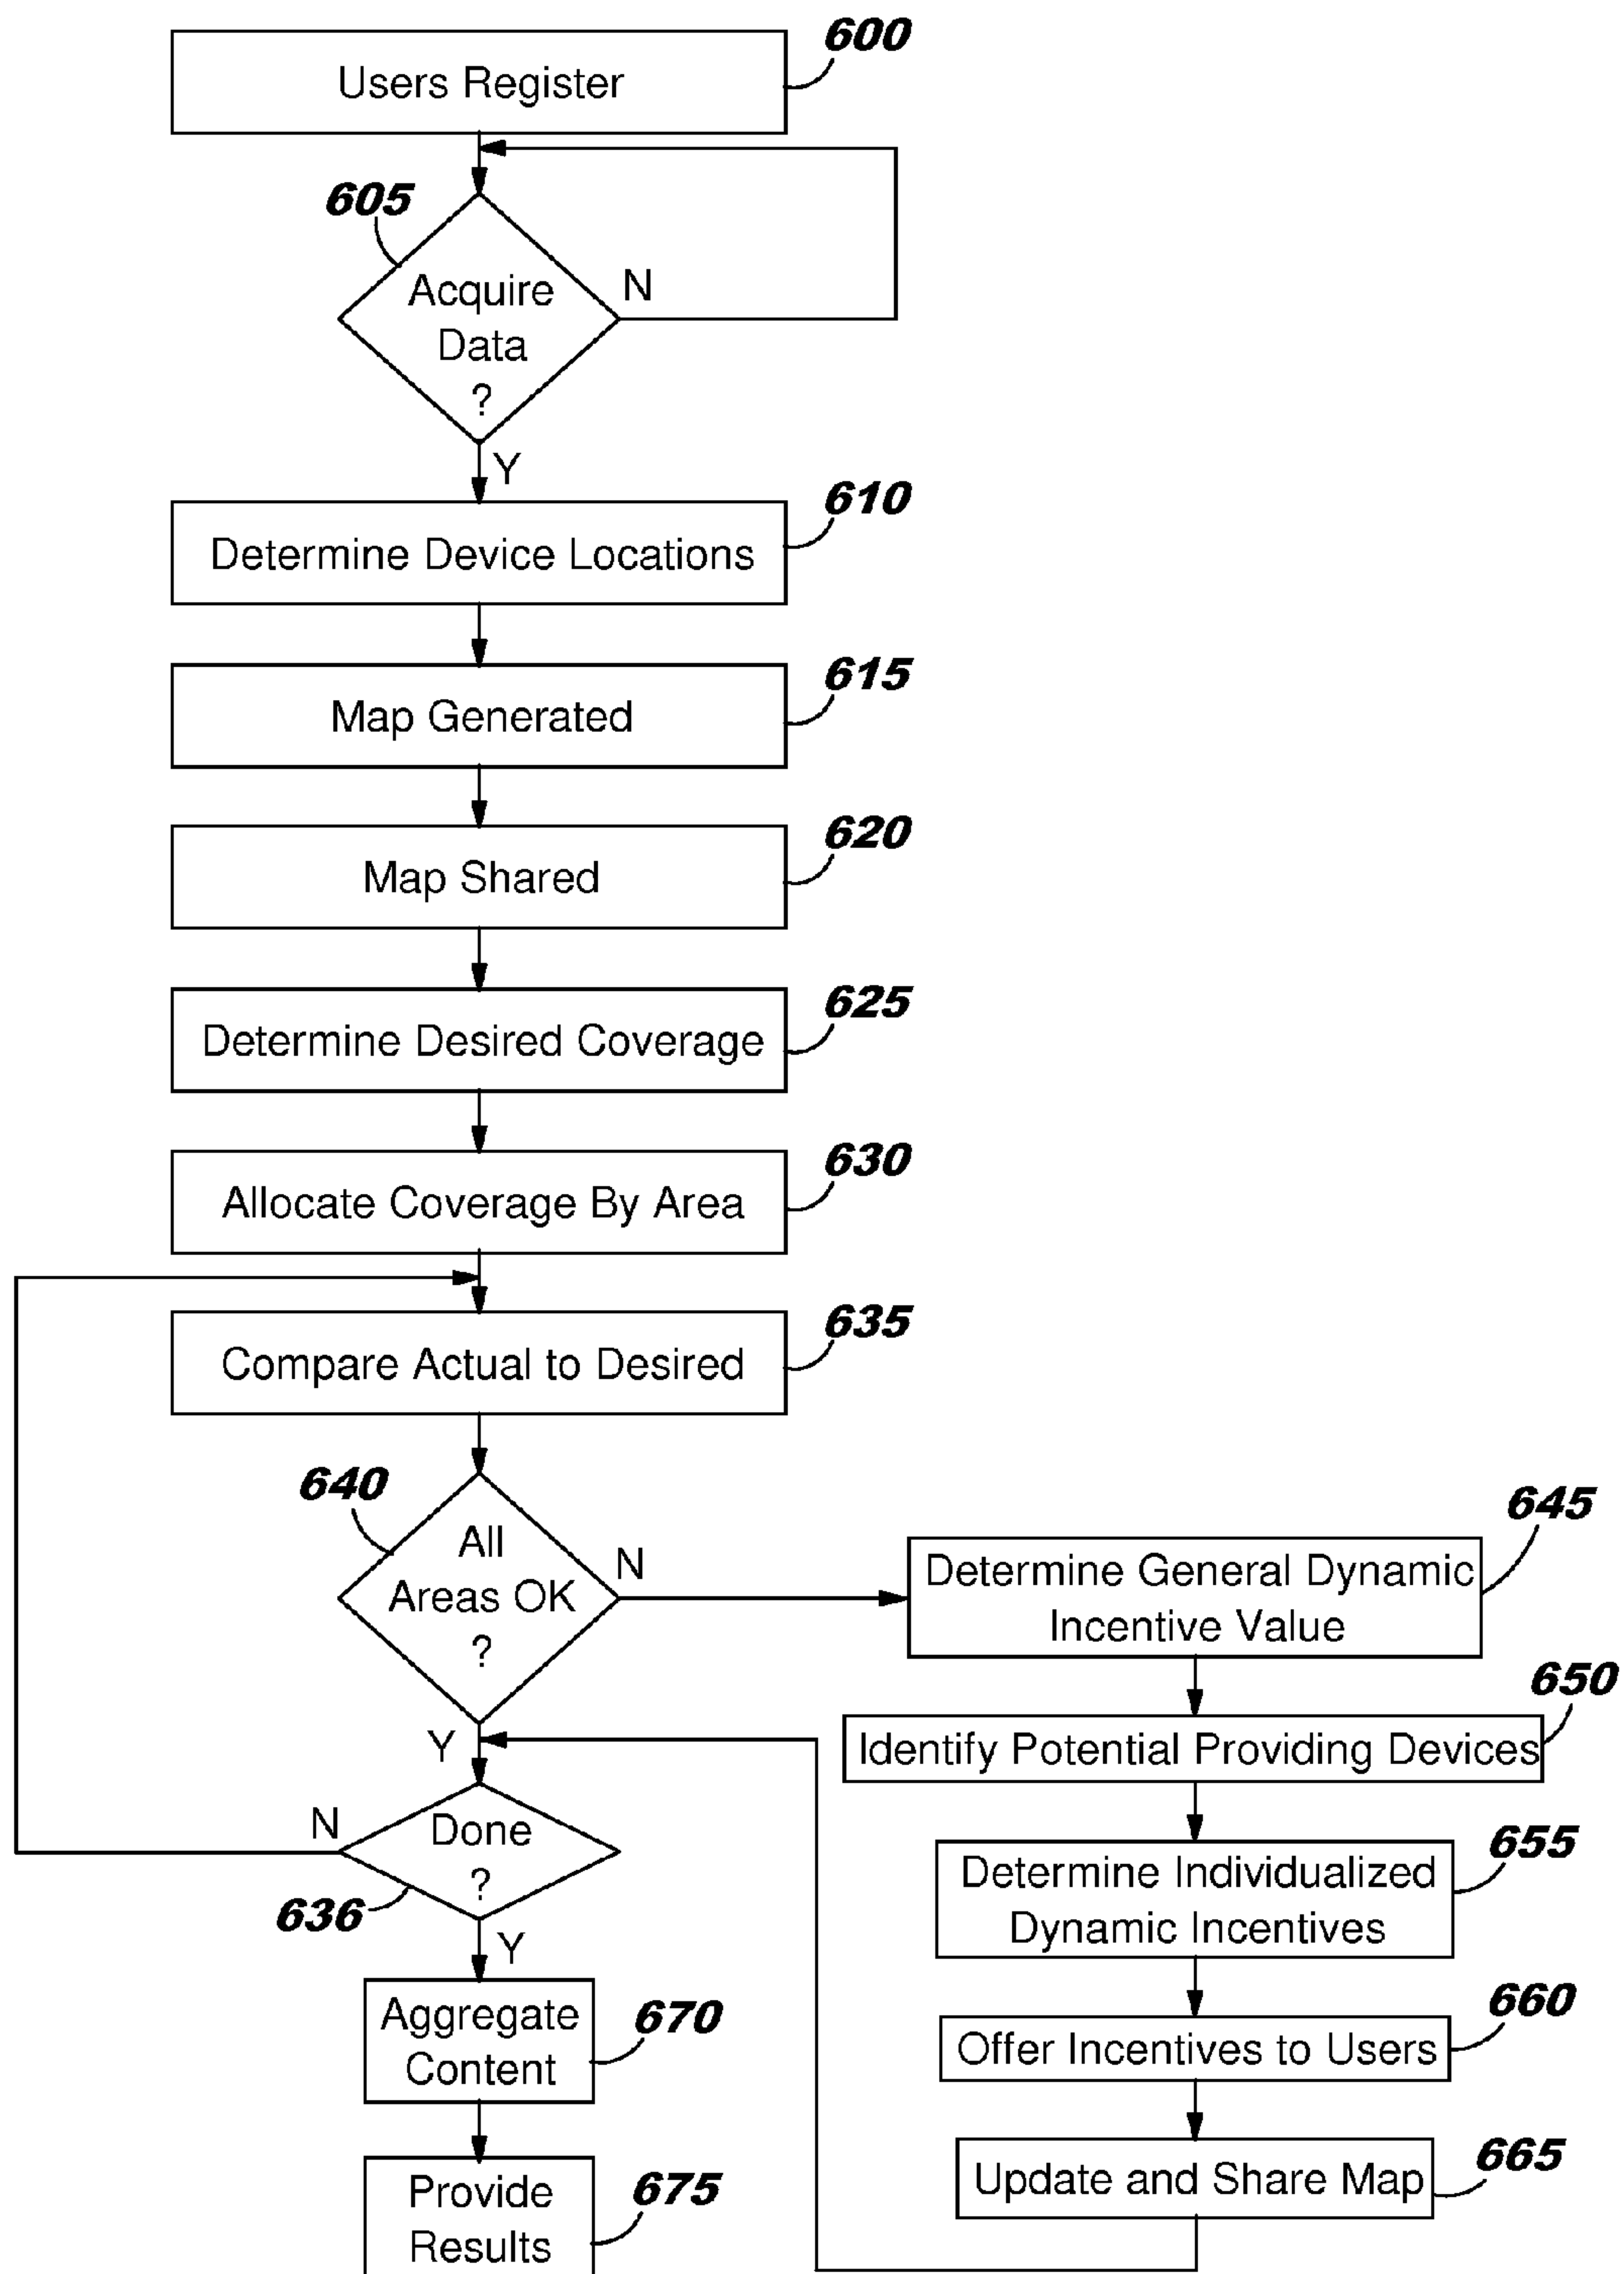 600
Users Register
605
Acquire
Data
?
N
Y
610
Determine Device Locations
615
Map Generated
620
Map Shared
625
Determine Desired Coverage
630
Allocate Coverage By Area
635
Compare Actual to Desired
640
All
Areas OK
?
N
Y
645
Determine General Dynamic
Incentive Value
650
Identify Potential Providing Devices
655
Determine Individualized
Dynamic Incentives
660
Offer Incentives to Users
665
Update and Share Map
N
Done
?
636
Y
670
Aggregate
Content
675
Provide
Results